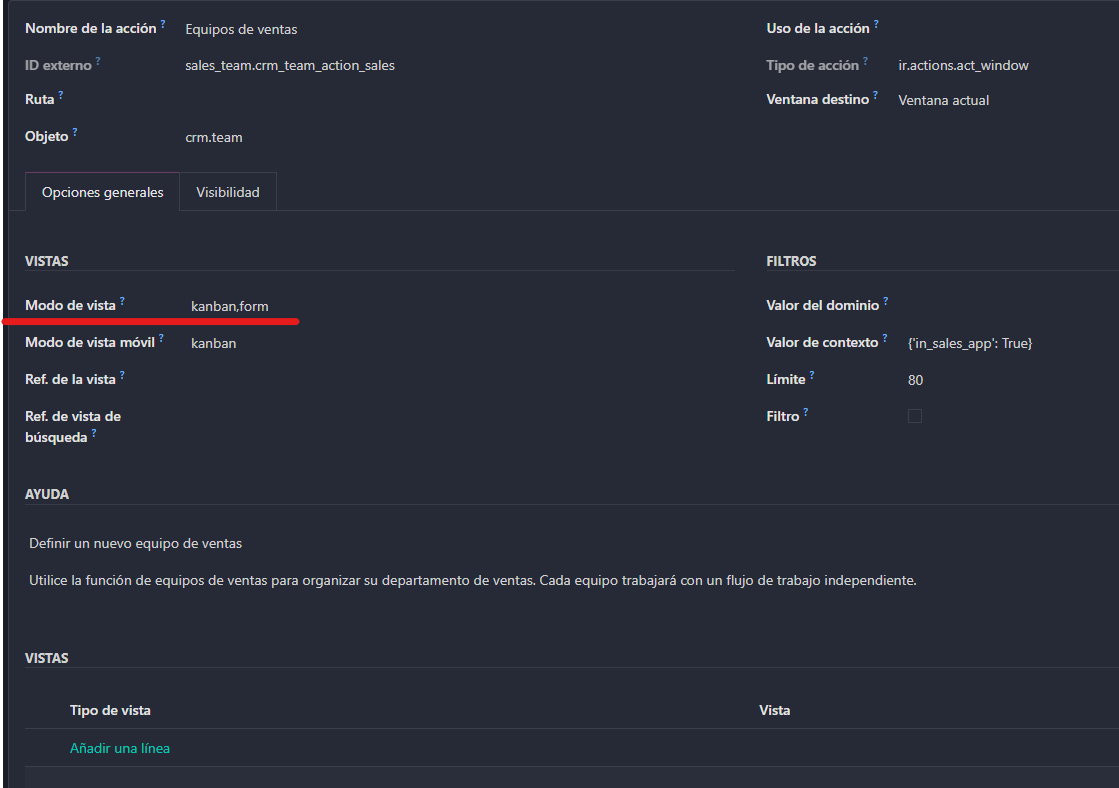 Nombre de la acción ? Equipos de ventas
Uso de la acción ?
ID externo ? sales_team.crm_team_action_sales
Tipo de acción ? ir.actions.act_window
Ruta ?
Ventana destino ? Ventana actual
Objeto ? crm.team
Opciones generales Visibilidad
VISTAS
FILTROS
Modo de vista ? kanban,form
Valor del dominio ?
Modo de vista móvil ? kanban
Valor de contexto ? {'in_sales_app': True}
Ref. de la vista ?
Límite ? 80
Ref. de vista de
búsqueda ?
Filtro ?
AYUDA
Definir un nuevo equipo de ventas
Utilice la función de equipos de ventas para organizar su departamento de ventas. Cada equipo trabajará con un flujo de trabajo independiente.
VISTAS
Tipo de vista Vista
Añadir una línea